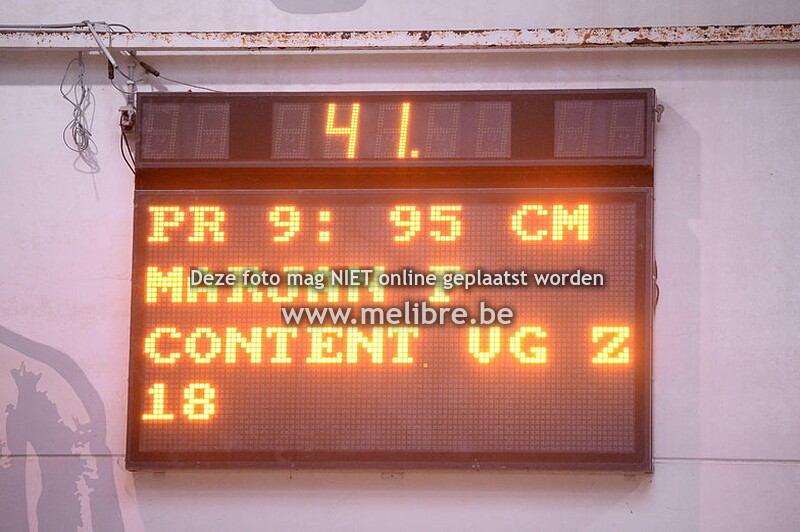 41.
PR 9: 95 CM
Deze foto mag NIET online geplaatst worden
www.melibre.be
CONTENT VG Z
18